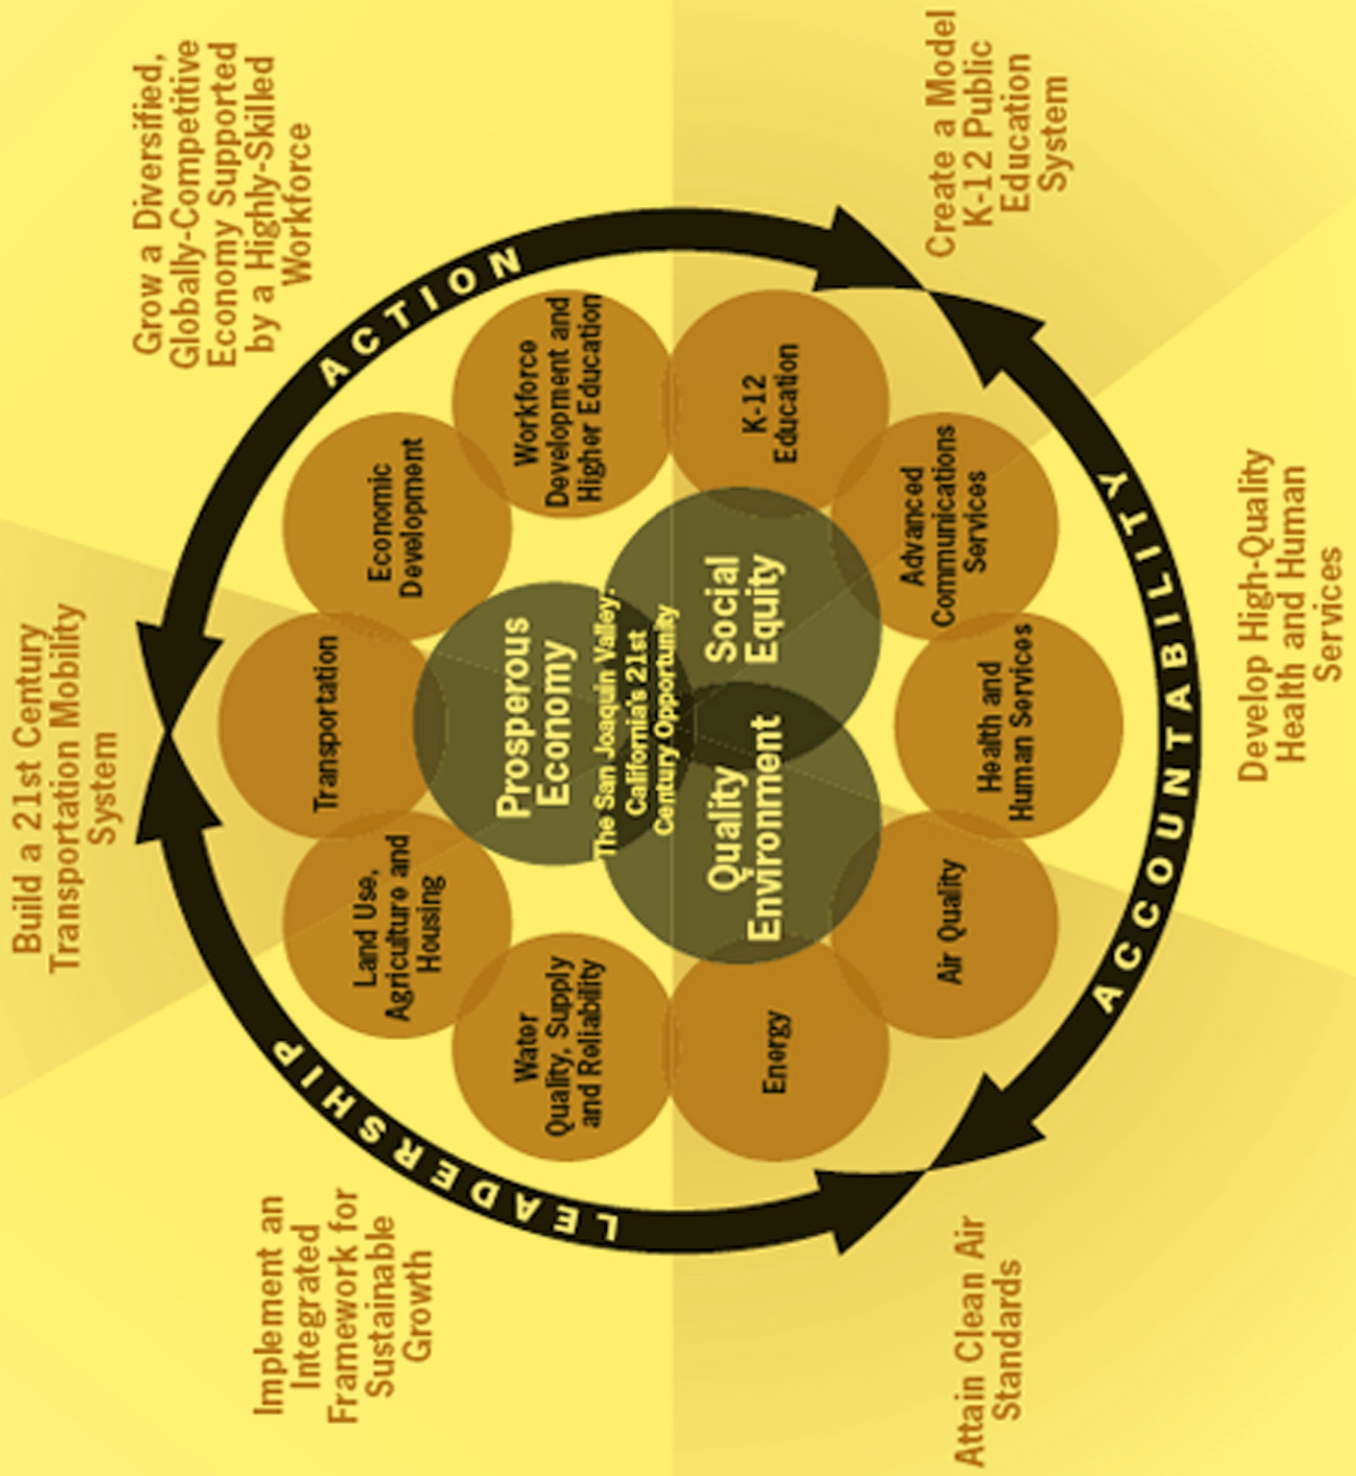 Build a 21st Century
Transportation Mobility
System
Grow a Diversified,
Globally-Competitive
Economy Supported
by a Highly-Skilled
Workforce
Create a Model
K-12 Public
Education
System
Develop High-Quality
Health and Human
Services
Attain Clean Air
Standards
Implement an
Integrated
Framework for
Sustainable
Growth
LEADERSHIP
ACTION
ACCOUNTABILITY
Transportation
Economic
Development
Workforce
Development and
Higher Education
K-12
Education
Advanced
Communications
Services
Health and
Human Services
Air Quality
Energy
Water
Quality, Supply
and Reliability
Land Use,
Agriculture and
Housing
Prosperous
Economy
The San Joaquin Valley:
California's 21st
Century Opportunity
Social
Equity
Quality
Environment